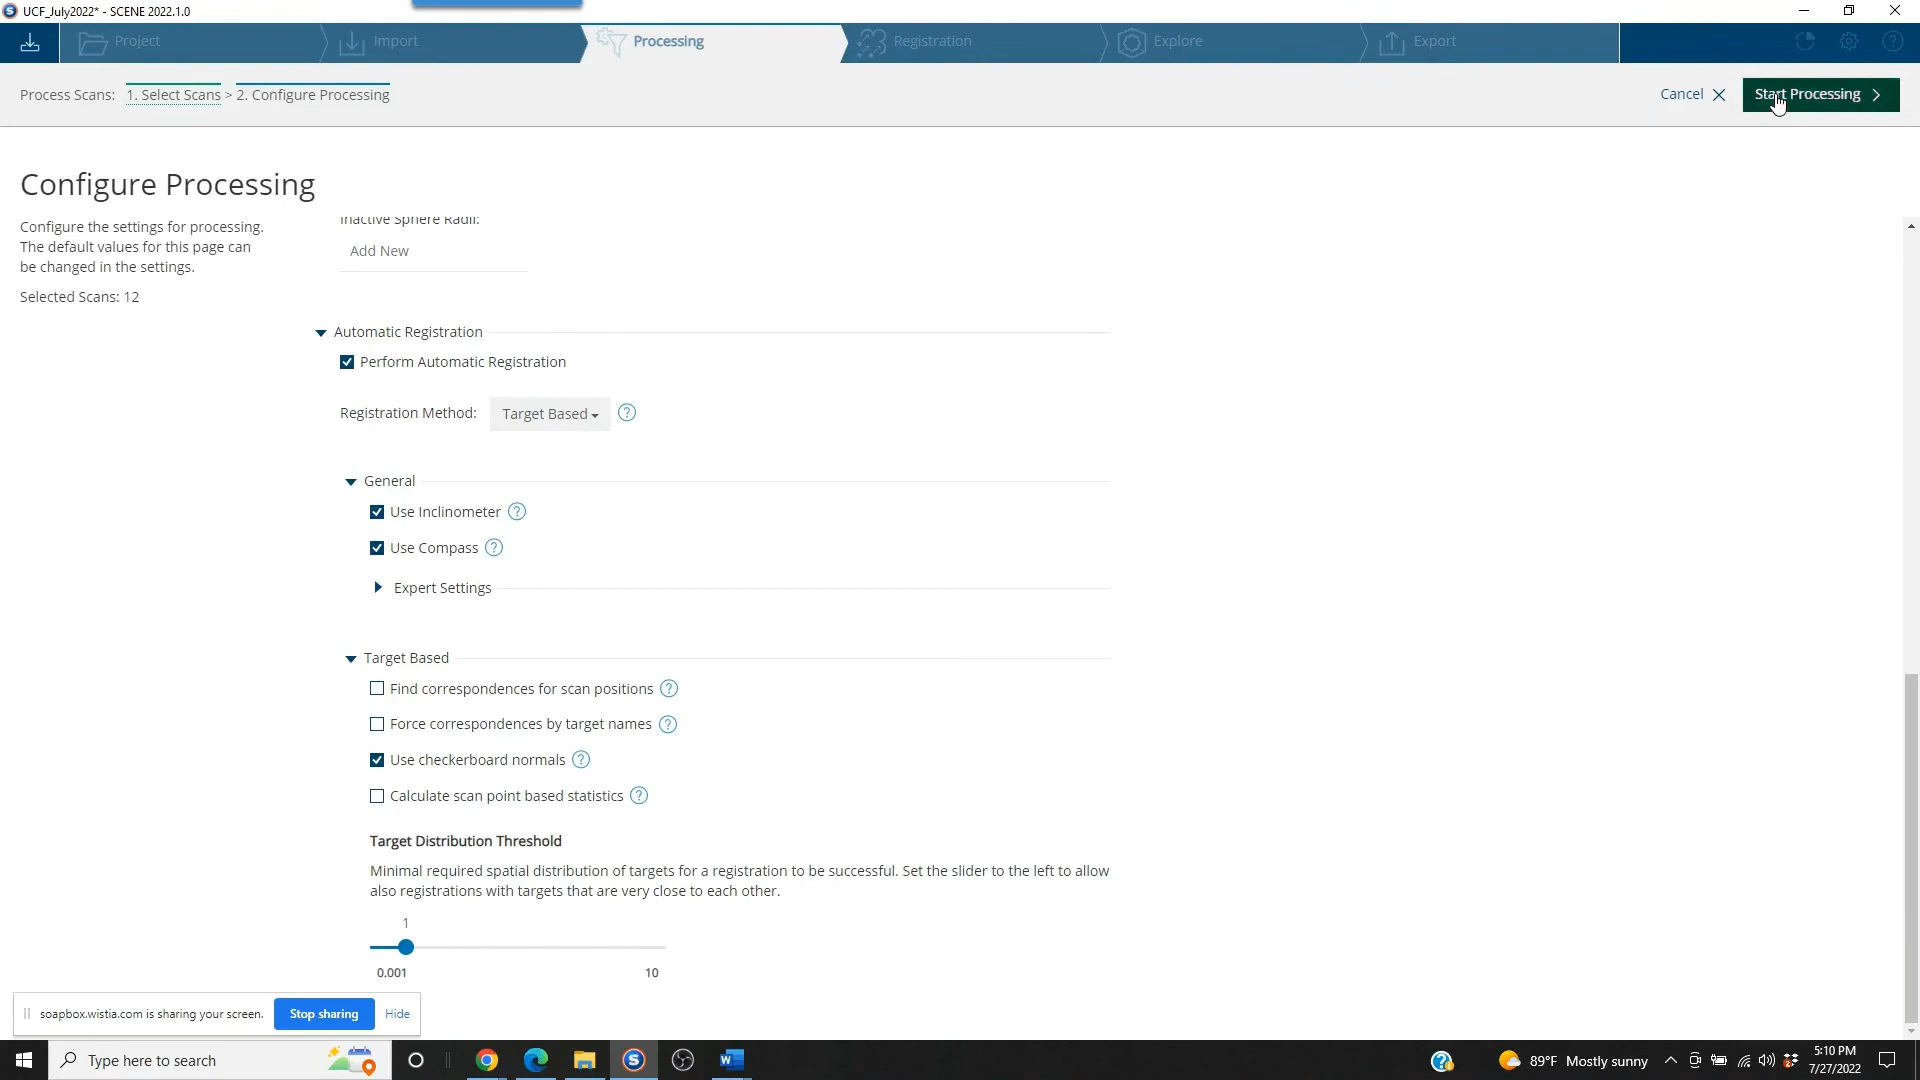 UCF_July2022* - SCENE 2022.1.0
Project
Import
Processing
Registration
Explore
Export
Process Scans: 1. Select Scans > 2. Configure Processing
Cancel
Start Processing
Configure Processing
Configure the settings for processing.
The default values for this page can
be changed in the settings.
Selected Scans: 12
Inactive Sphere Radii:
Add New
Automatic Registration
Perform Automatic Registration
Registration Method: Target Based
General
Use Inclinometer
Use Compass
Expert Settings
Target Based
Find correspondences for scan positions
Force correspondences by target names
Use checkerboard normals
Calculate scan point based statistics
Target Distribution Threshold
Minimal required spatial distribution of targets for a registration to be successful. Set the slider to the left to allow
also registrations with targets that are very close to each other.
1
0.001 10
soapbox.wistia.com is sharing your screen. Stop sharing Hide
Type here to search
89°F Mostly sunny
5:10 PM
7/27/2022